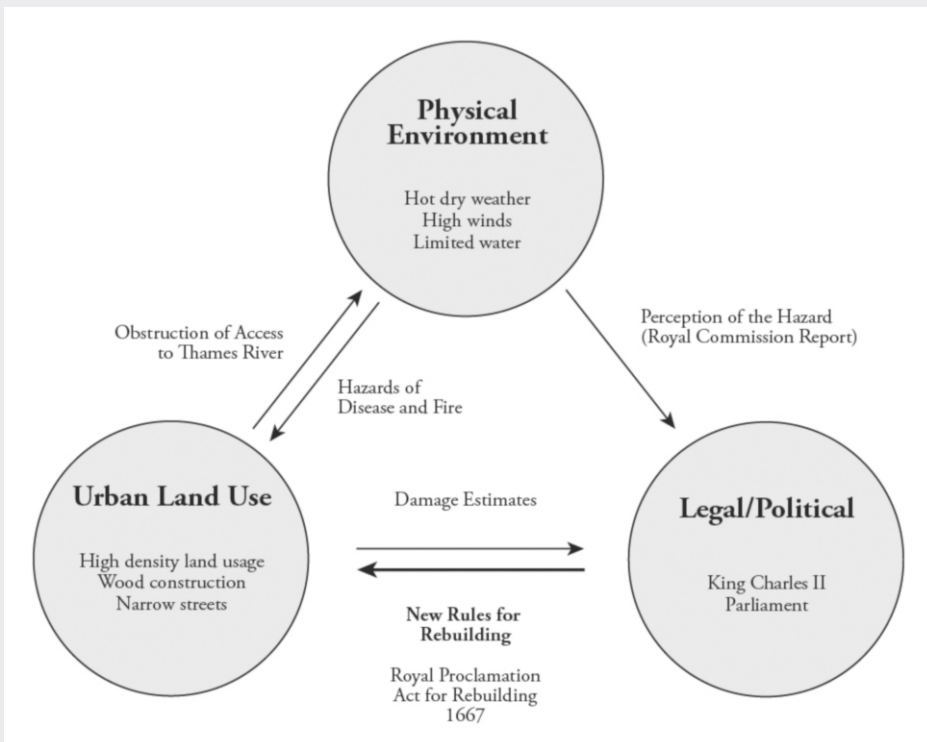 Physical
Environment
Hot dry weather
High winds
Limited water
Obstruction of Access
to Thames River
Perception of the Hazard
(Royal Commission Report)
Hazards of
Disease and Fire
Urban Land Use
High density land usage
Wood construction
Narrow streets
Damage Estimates
New Rules for
Rebuilding
Royal Proclamation
Act for Rebuilding
1667
Legal/Political
King Charles II
Parliament